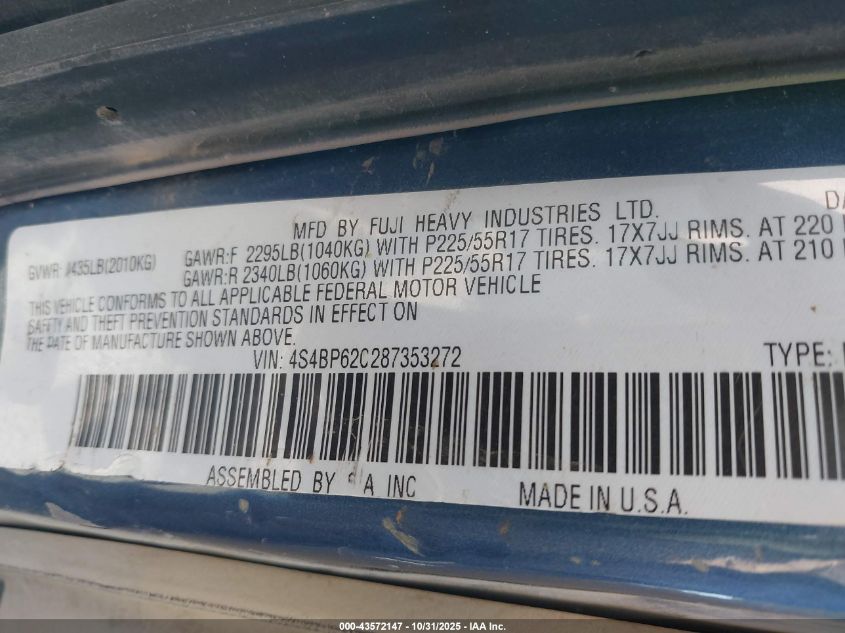 MFD BY FUJI HEAVY INDUSTRIES LTD.
GVWR: 4435LB(2010KG) GAWR:F 2295LB(1040KG) WITH P225/55R17 TIRES. 17X7JJ RIMS. AT 220
GAWR:R 2340LB(1060KG) WITH P225/55R17 TIRES. 17X7JJ RIMS. AT 210
THIS VEHICLE CONFORMS TO ALL APPLICABLE FEDERAL MOTOR VEHICLE
SAFETY AND THEFT PREVENTION STANDARDS IN EFFECT ON
THE DATE OF MANUFACTURE SHOWN ABOVE.
VIN: 4S4BP62C287353272 TYPE:
ASSEMBLED BY A INC MADE IN U.S.A.
000-43572147 - 10/31/2025 - IAA Inc.